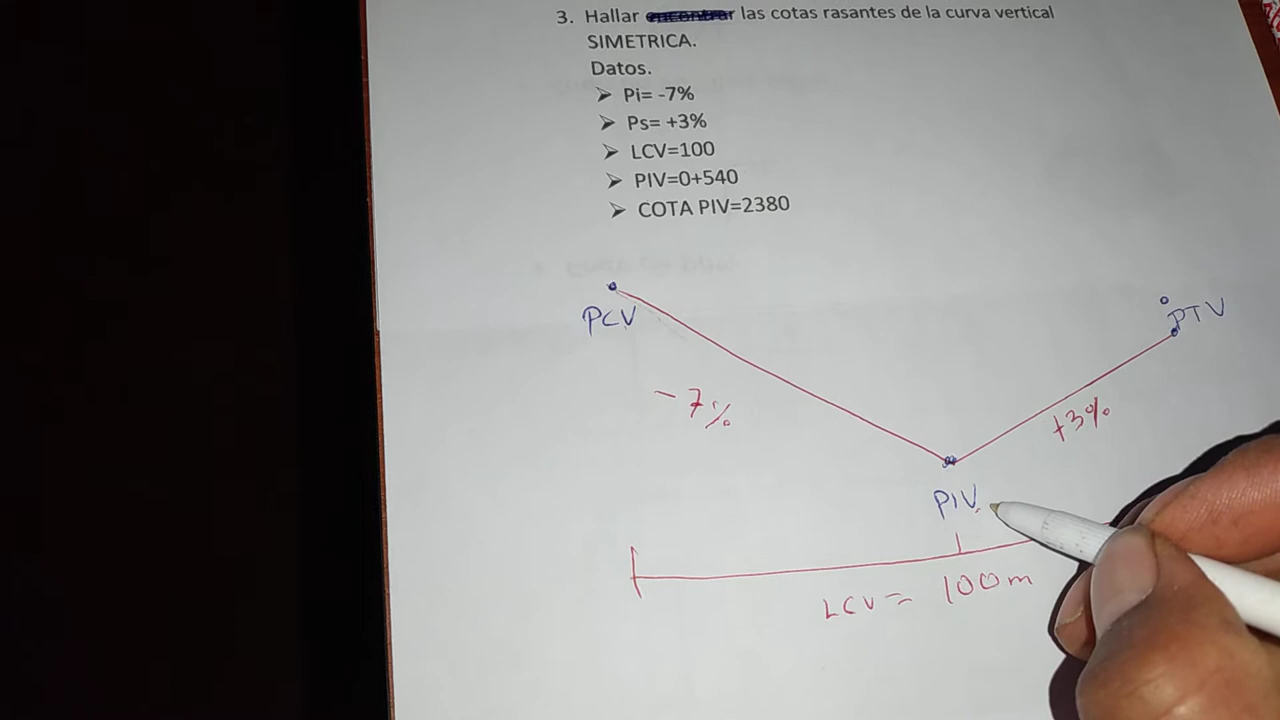 3. Hallar las cotas rasantes de la curva vertical
SIMETRICA.
Datos.
➤ Pi= -7%
➤ Ps= +3%
➤ LCV=100
➤ PIV=0+540
➤ COTA PIV=2380
PCV
PTV
-7%
+3%
PIV
LCV= 100m